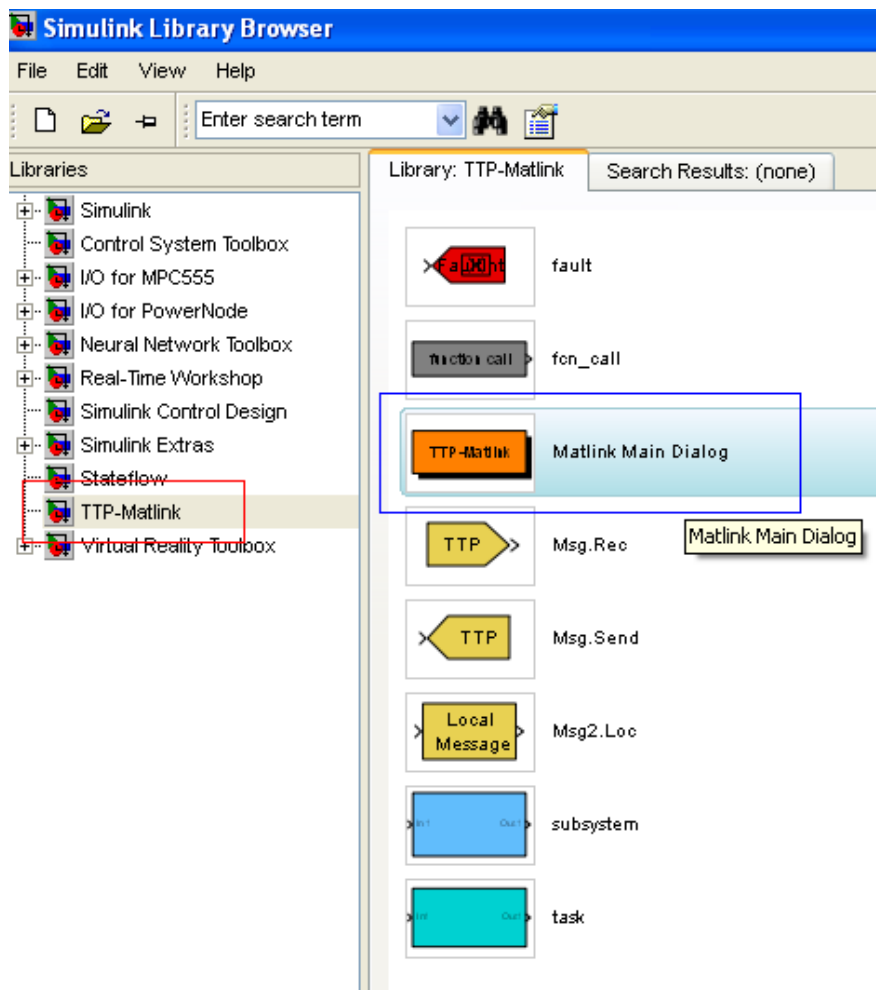 Simulink Library Browser
File Edit View Help
Enter search term
Libraries
Simulink
Control System Toolbox
I/O for MPC555
I/O for PowerNode
Neural Network Toolbox
Real-Time Workshop
Simulink Control Design
Simulink Extras
Stateflow
TTP-Matlink
Virtual Reality Toolbox
Library: TTP-Matlink Search Results: (none)
fault
function call fcn_call
TTP-Matlink Matlink Main Dialog
Matlink Main Dialog
TTP Msg.Rec
TTP Msg.Send
Local
Message Msg2.Loc
Out1 subsystem
Out1 task